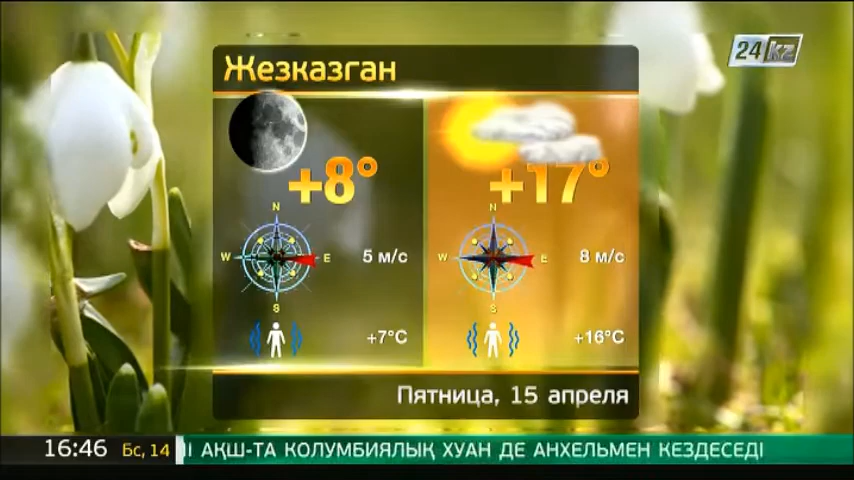 Жезказган
24 kz
+8°
+17°
N
W E
S
5 м/с
N
W E
S
8 м/с
+7°C
+16°C
Пятница, 15 апреля
16:46 Бс, 14 АҚШ-ТА КОЛУМБИЯЛЫҚ ХУАН ДЕ АНХЕЛЬМЕН КЕЗДЕСЕДІ